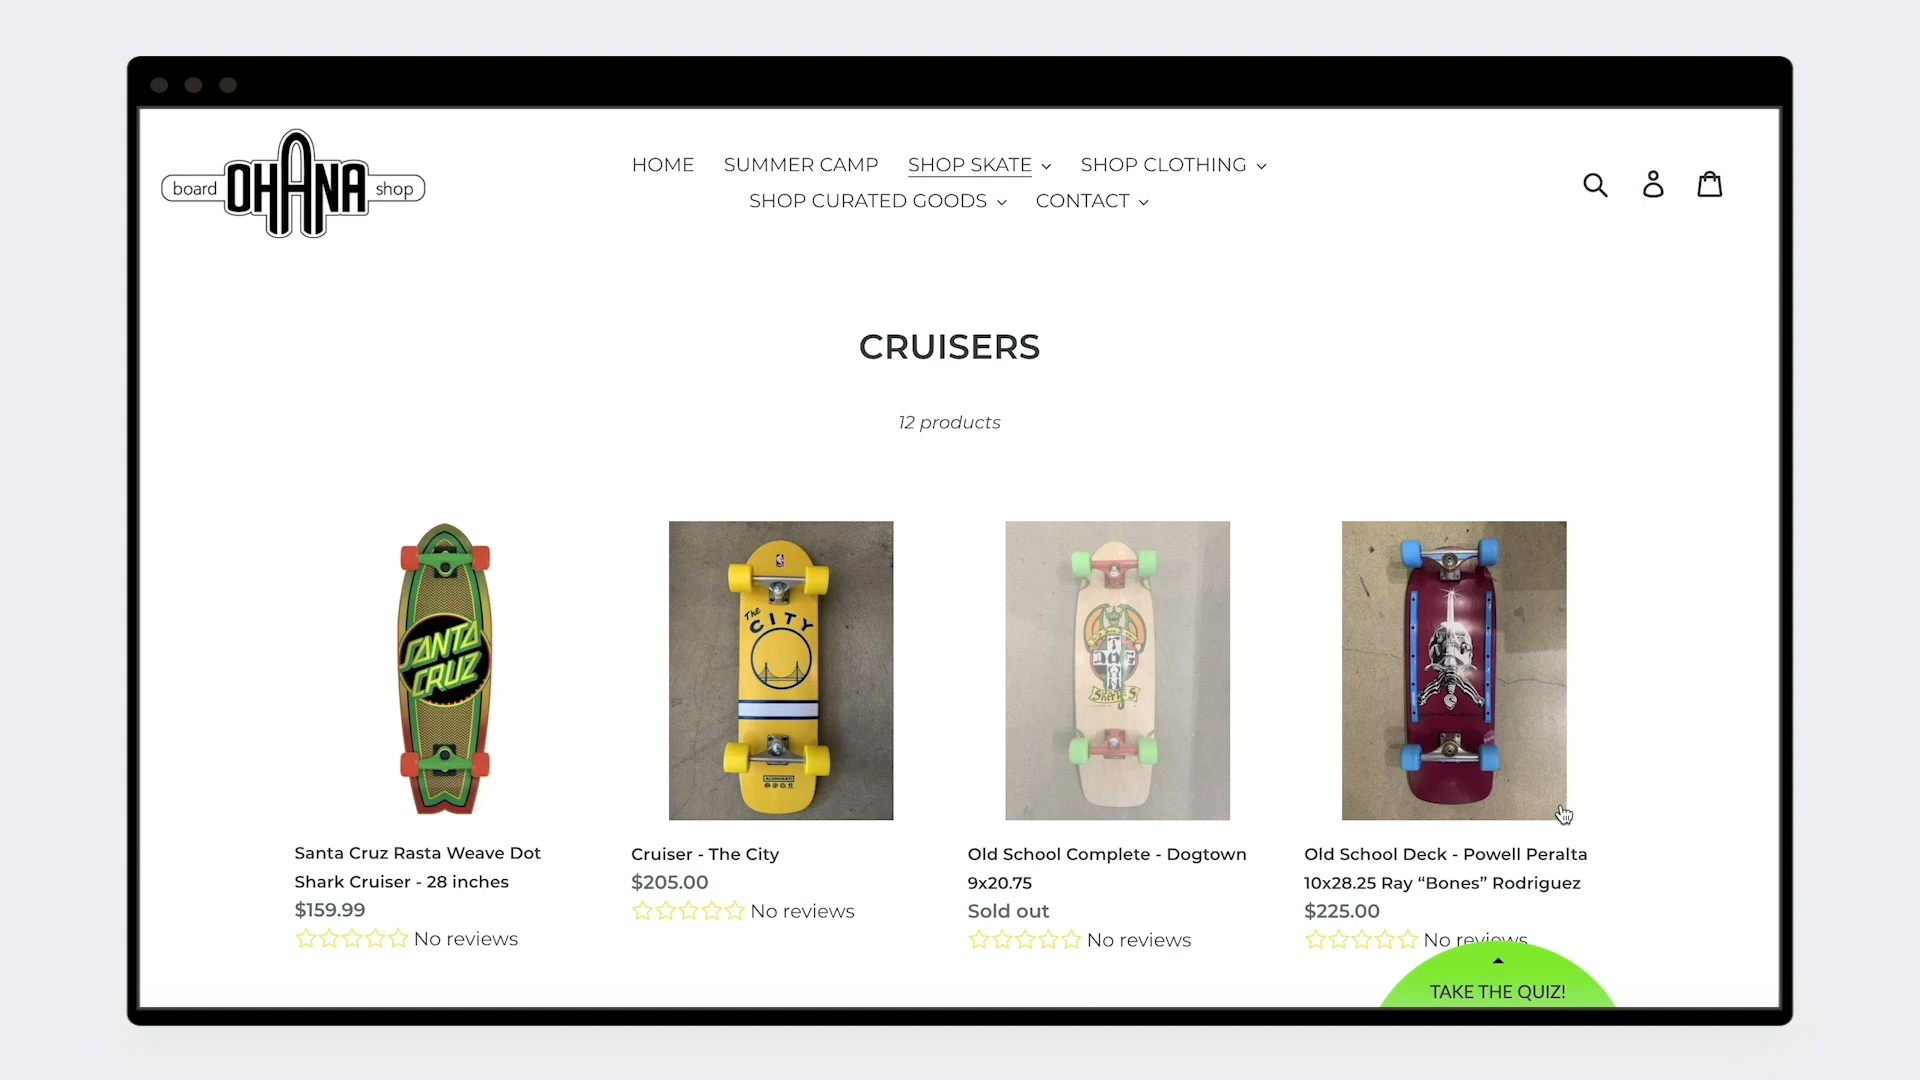 board OHANA shop
HOME SUMMER CAMP SHOP SKATE SHOP CLOTHING
SHOP CURATED GOODS CONTACT
CRUISERS
12 products
SANTA
CRUZ
The
CITY
DOG
TOWN
SkAtES
Santa Cruz Rasta Weave Dot
Shark Cruiser - 28 inches
$159.99
No reviews
Cruiser - The City
$205.00
No reviews
Old School Complete - Dogtown
9x20.75
Sold out
No reviews
Old School Deck - Powell Peralta
10x28.25 Ray “Bones” Rodriguez
$225.00
No reviews
TAKE THE QUIZ!